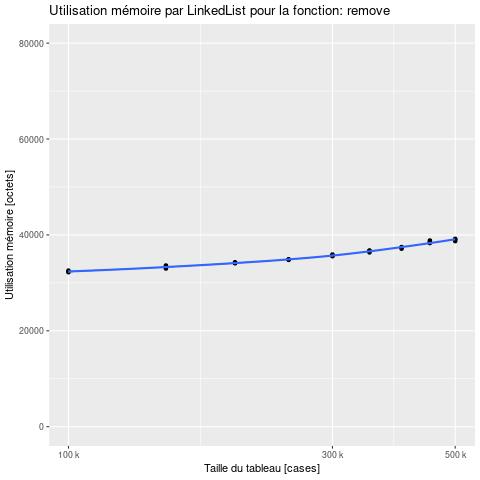 Utilisation mémoire par LinkedList pour la fonction: remove
80000
60000
40000
20000
0
Utilisation mémoire [octets]
100 k
300 k
500 k
Taille du tableau [cases]